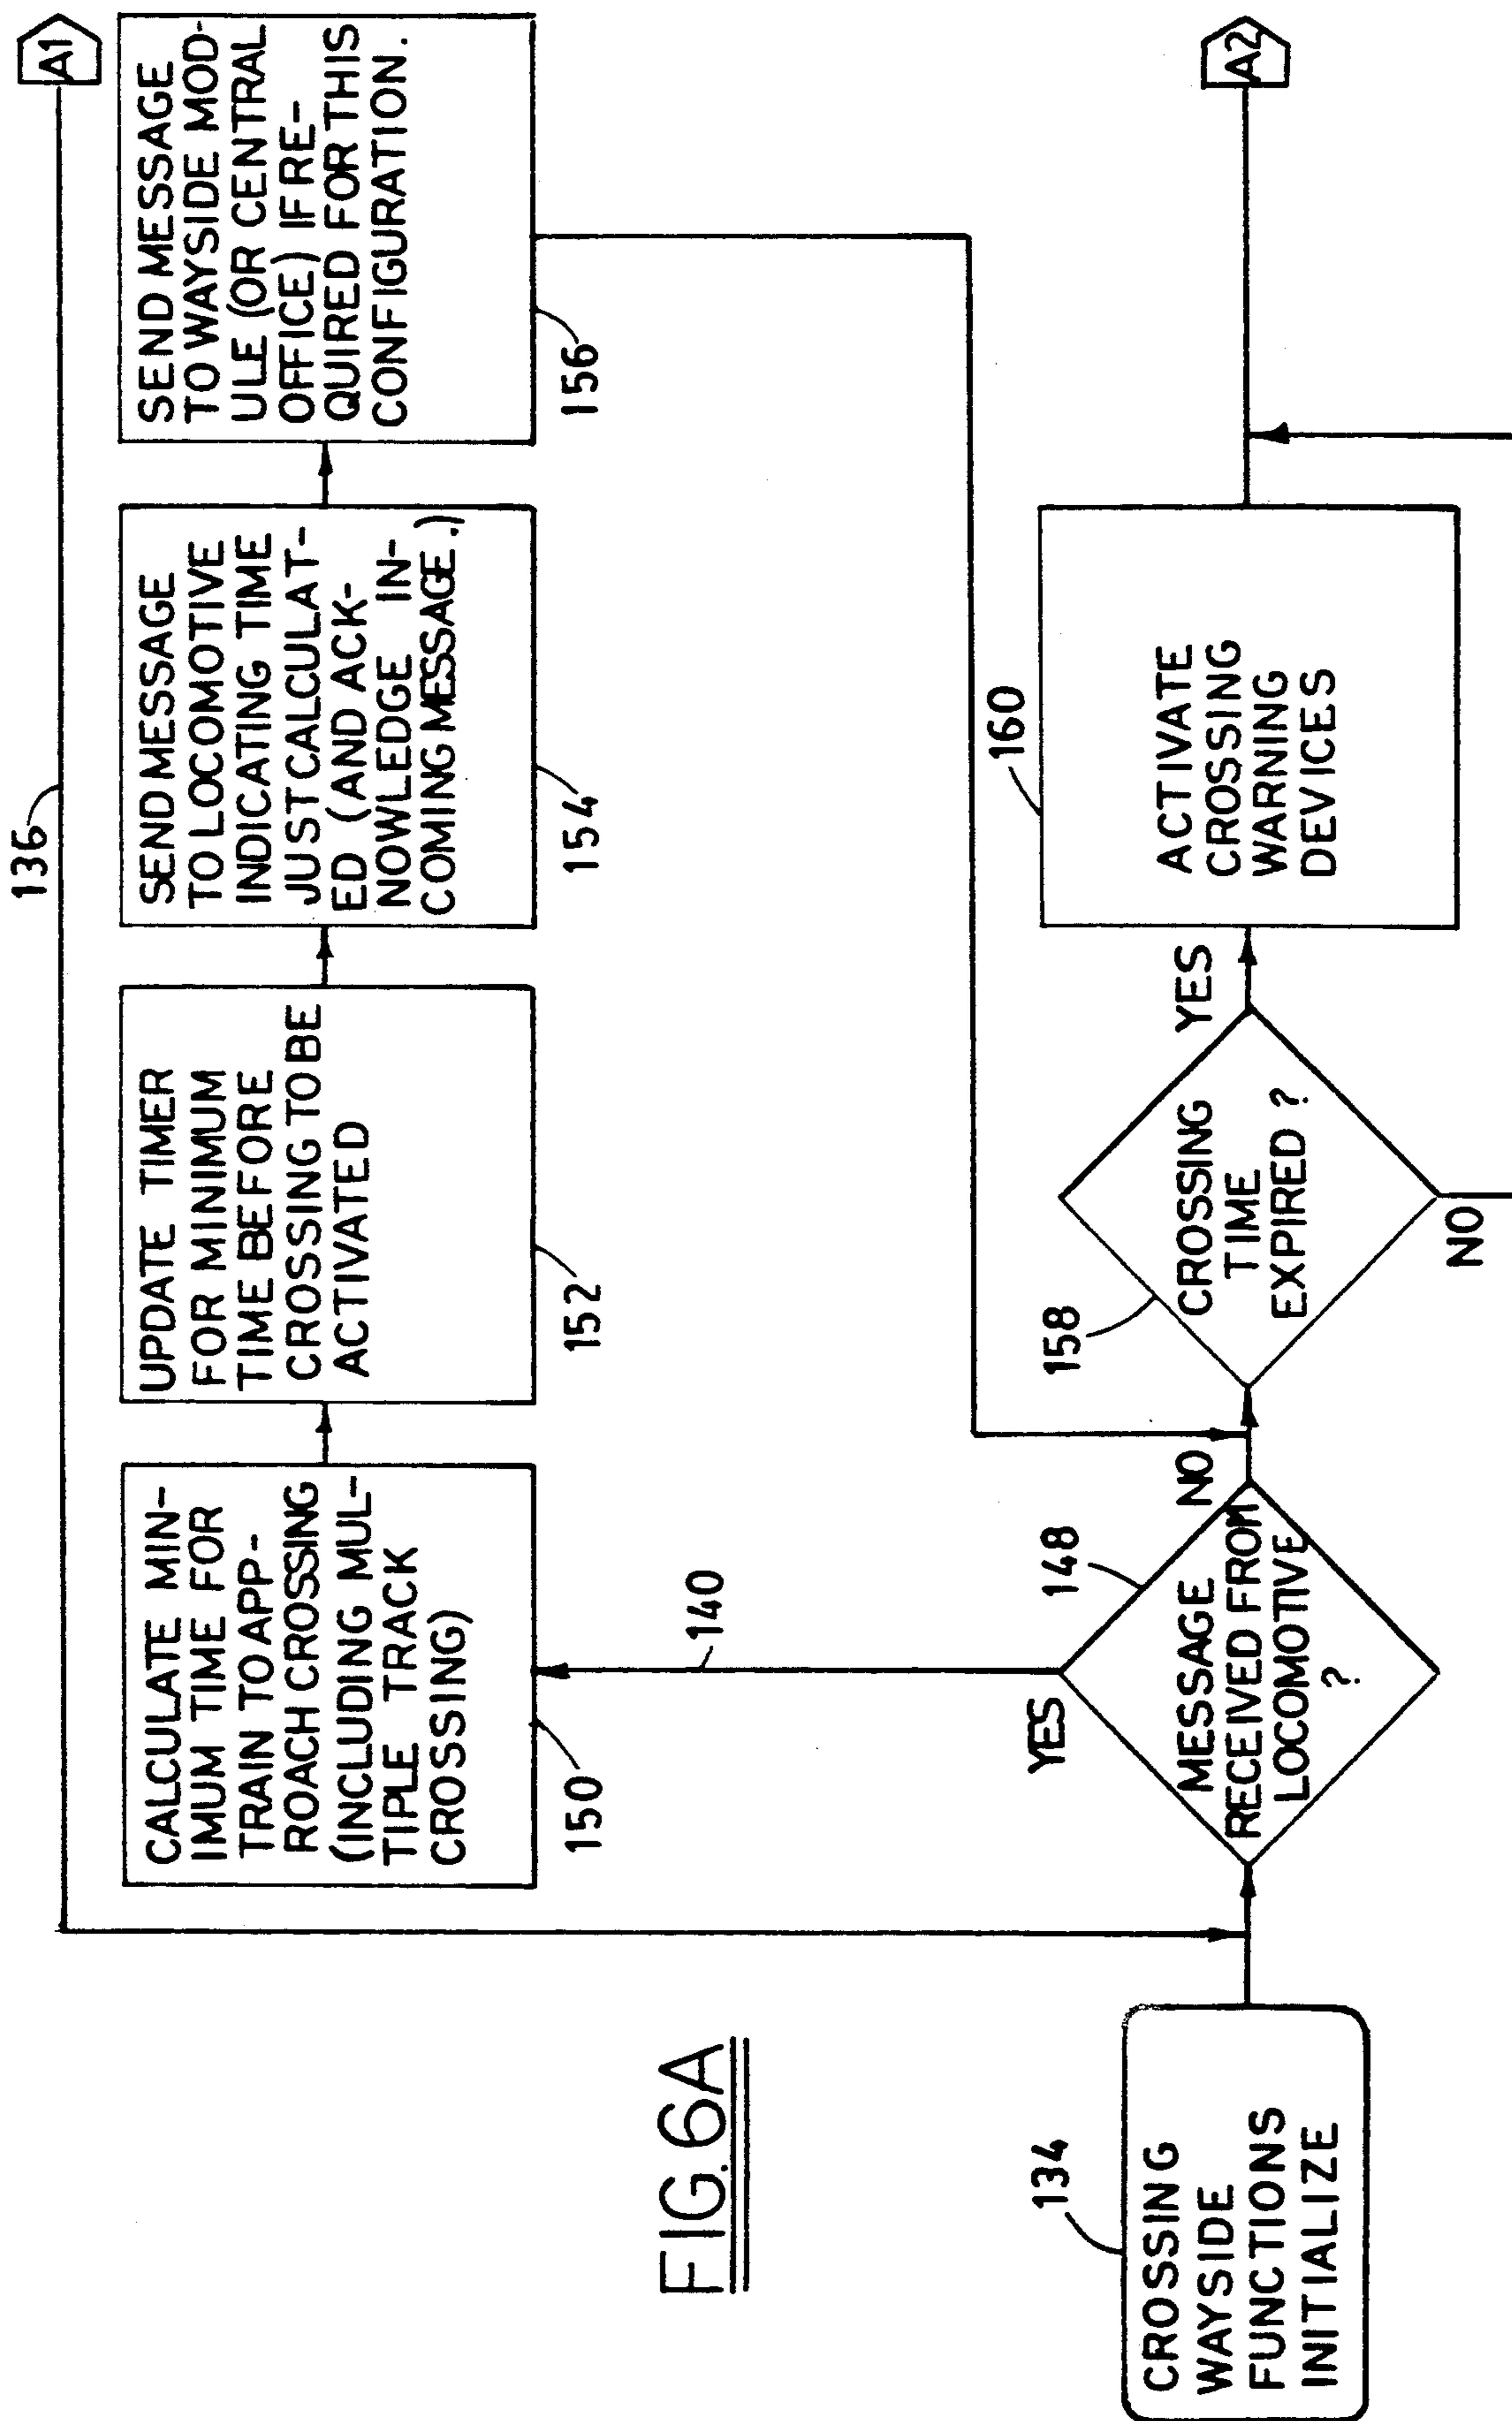 136
A1
CALCULATE MIN-
IMUM TIME FOR
TRAIN TO APP-
ROACH CROSSING
(INCLUDING MUL-
TIPLE TRACK
CROSSING)
150
UPDATE TIMER
FOR MINIMUM
TIME BEFORE
CROSSING TO BE
ACTIVATED
152
SEND MESSAGE
TO LOCOMOTIVE
INDICATING TIME
JUST CALCULAT-
ED (AND ACK-
NOWLEDGE IN-
COMING MESSAGE.)
154
SEND MESSAGE
TO WAYSIDE MOD-
ULE (OR CENTRAL
OFFICE) IF RE-
QUIRED FOR THIS
CONFIGURATION.
156
140
FIG. 6A
134
CROSSING
WAYSIDE
FUNCTIONS
INITIALIZE
YES
148
NO
MESSAGE
RECEIVED FROM
LOCOMOTIVE
?
158
CROSSING
TIME
EXPIRED ?
YES
NO
160
ACTIVATE
CROSSING
WARNING
DEVICES
A2